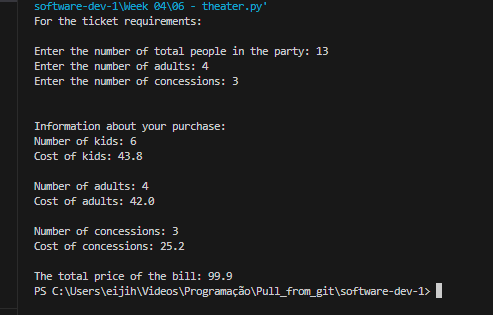 software-dev-1\Week 04\06 - theater.py'
For the ticket requirements:
Enter the number of total people in the party: 13
Enter the number of adults: 4
Enter the number of concessions: 3
Information about your purchase:
Number of kids: 6
Cost of kids: 43.8
Number of adults: 4
Cost of adults: 42.0
Number of concessions: 3
Cost of concessions: 25.2
The total price of the bill: 99.9
PS C:\Users\eijih\Videos\Programação\Pull_from_git\software-dev-1>